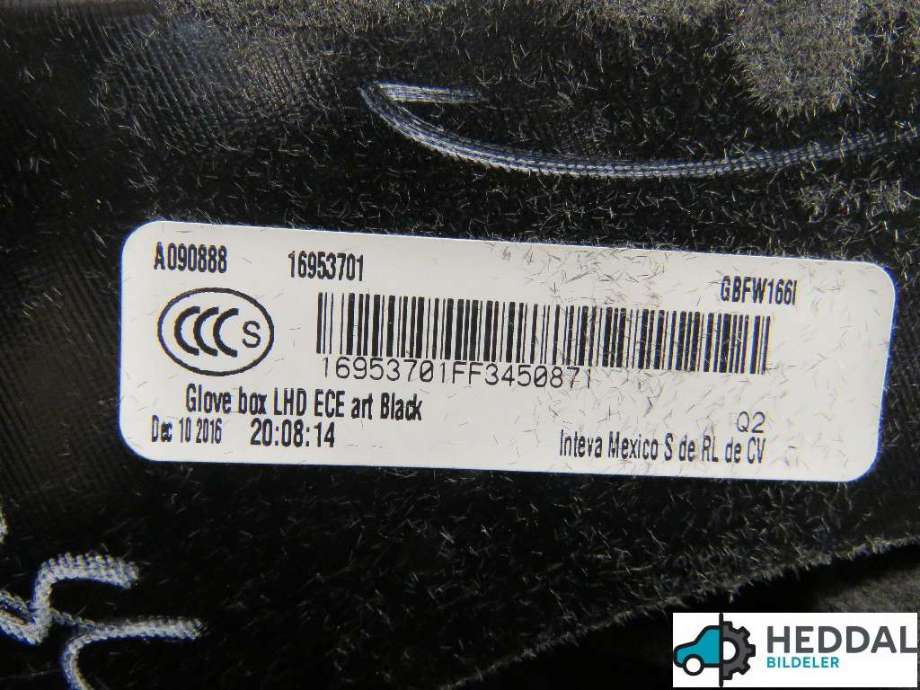 A090888 16953701 GBFW166I
CCC S
16953701FF3450871
Glove box LHD ECE art Black Q2
Dec 10 2016 20:08:14 Inteva Mexico S de RL de CV
HEDDAL
BILDELER